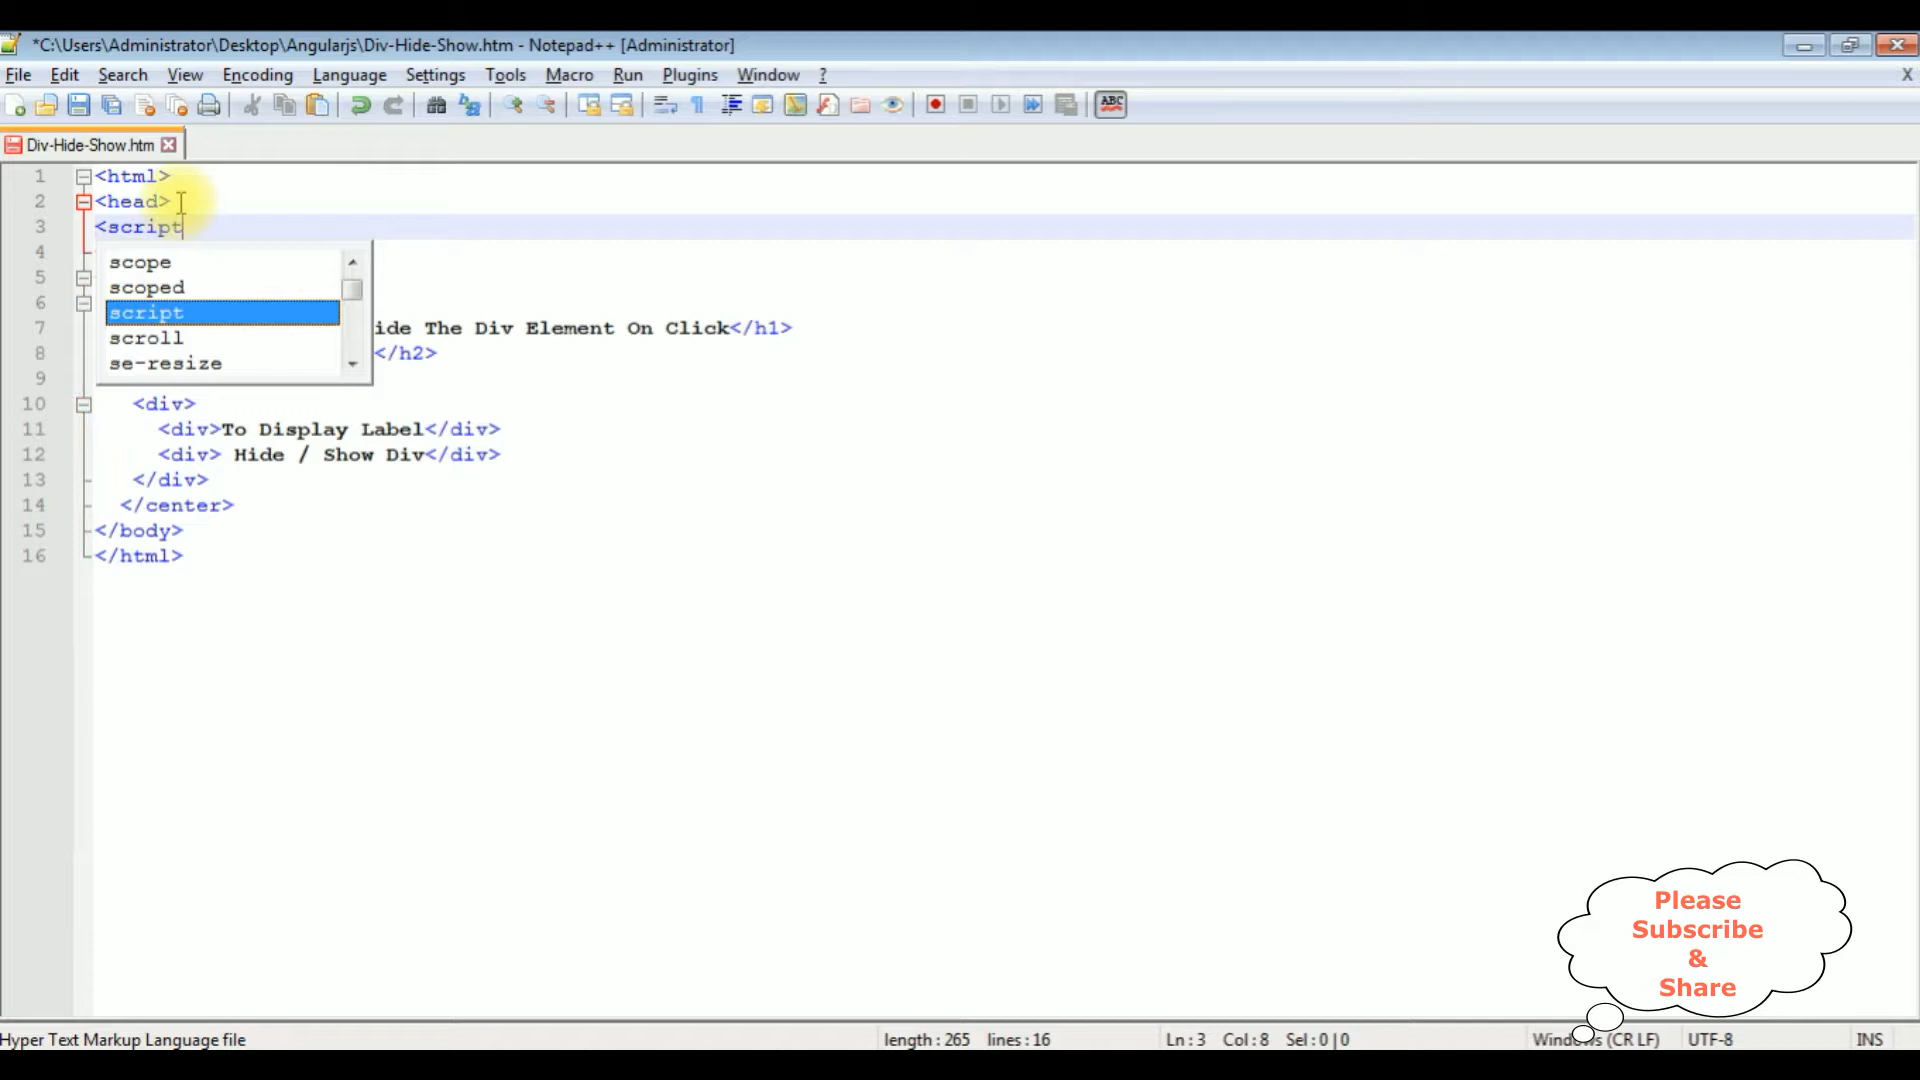 *C:\Users\Administrator\Desktop\Angularjs\Div-Hide-Show.htm - Notepad++ [Administrator]
File Edit Search View Encoding Language Settings Tools Macro Run Plugins Window ? X
ABC
Div-Hide-Show.htm
1 <html>
2 <head>
3 <script
4
5
6
7 ide The Div Element On Click</h1>
8 </h2>
9
10 <div>
11 <div>To Display Label</div>
12 <div> Hide / Show Div</div>
13 </div>
14 </center>
15 </body>
16 </html>
scope
scoped
script
scroll
se-resize
Please
Subscribe
&
Share
Hyper Text Markup Language file length : 265 lines : 16 Ln : 3 Col : 8 Sel : 0 | 0 Windows (CR LF) UTF-8 INS